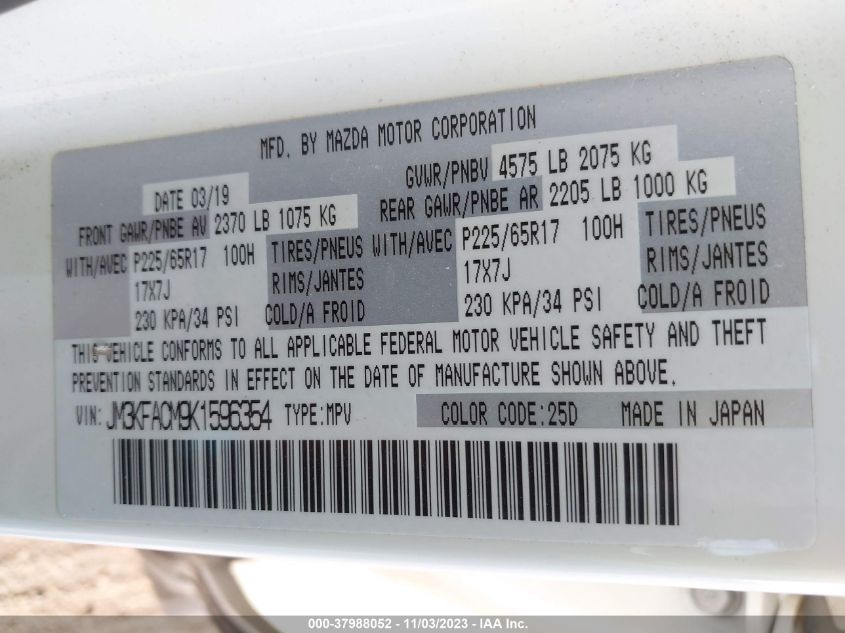 MFD. BY MAZDA MOTOR CORPORATION
DATE 03/19 GVWR/PNBV 4575 LB 2075 KG
FRONT GAWR/PNBE AV 2370 LB 1075 KG REAR GAWR/PNBE AR 2205 LB 1000 KG
WITH/AVEC P225/65R17 100H TIRES/PNEUS WITH/AVEC P225/65R17 100H TIRES/PNEUS
17X7J RIMS/JANTES 17X7J RIMS/JANTES
230 KPA/34 PSI COLD/A FROID 230 KPA/34 PSI COLD/A FROID
THIS VEHICLE CONFORMS TO ALL APPLICABLE FEDERAL MOTOR VEHICLE SAFETY AND THEFT
PREVENTION STANDARDS IN EFFECT ON THE DATE OF MANUFACTURE SHOWN ABOVE.
VIN: JM3KFACM9K1596354 TYPE:MPV COLOR CODE:25D MADE IN JAPAN
000-37988052 - 11/03/2023 - IAA Inc.